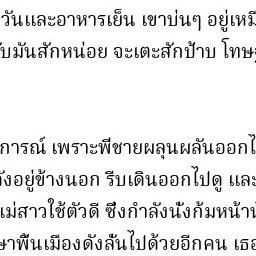 วันและอาหารเย็น เขาบ่นๆ อยู่เหมื
บมันสักหน่อย จะเตะสักป้าบ โทษฐ
การณ์ เพราะพี่ชายผลุนผลันออกไ
ังอยู่ข้างนอก รีบเดินออกไปดู และ
แม่สาวใช้ตัวดี ซึ่งกำลังนั่งก้มหน้าน้
ษาพื้นเมืองดังลั่นไปด้วยอีกคน เธอ